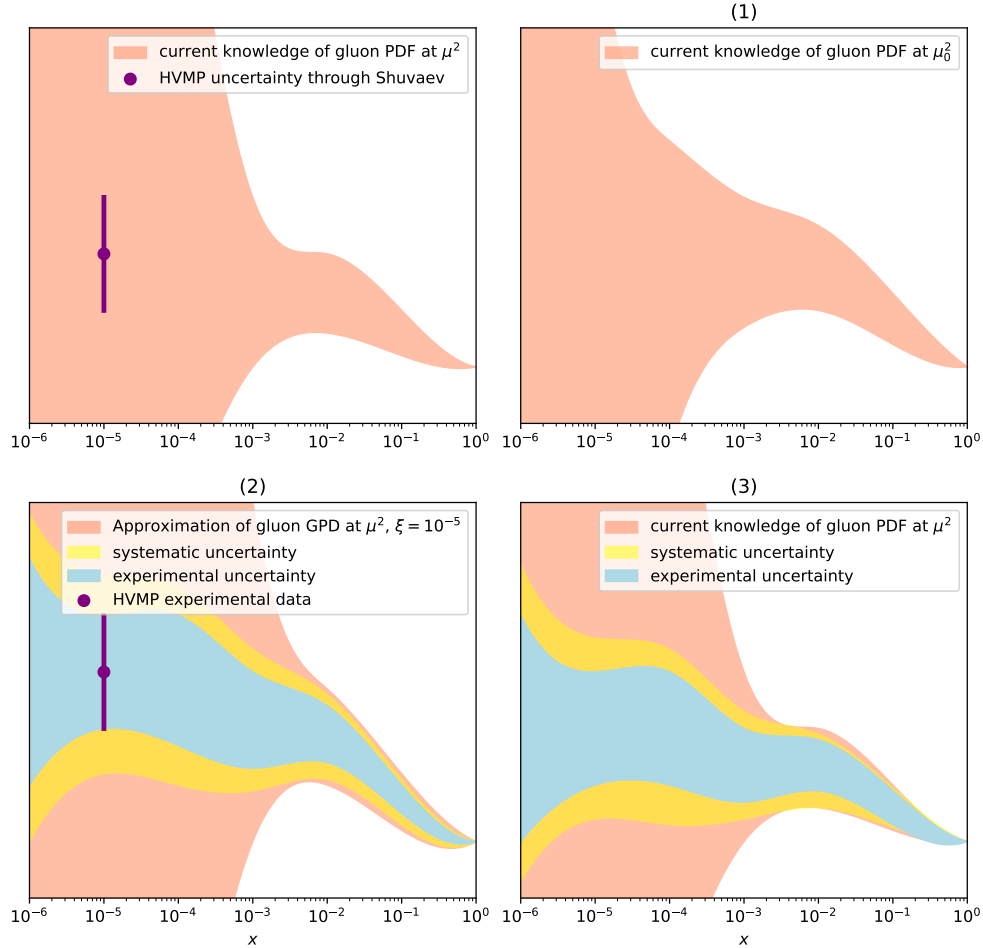 current knowledge of gluon PDF at μ²
HVMP uncertainty through Shuvaev
10⁻⁶ 10⁻⁵ 10⁻⁴ 10⁻³ 10⁻² 10⁻¹ 10⁰
(1)
current knowledge of gluon PDF at μ₀²
10⁻⁶ 10⁻⁵ 10⁻⁴ 10⁻³ 10⁻² 10⁻¹ 10⁰
(2)
Approximation of gluon GPD at μ², ξ = 10⁻⁵
systematic uncertainty
experimental uncertainty
HVMP experimental data
10⁻⁶ 10⁻⁵ 10⁻⁴ 10⁻³ 10⁻² 10⁻¹ 10⁰
x
(3)
current knowledge of gluon PDF at μ²
systematic uncertainty
experimental uncertainty
10⁻⁶ 10⁻⁵ 10⁻⁴ 10⁻³ 10⁻² 10⁻¹ 10⁰
x